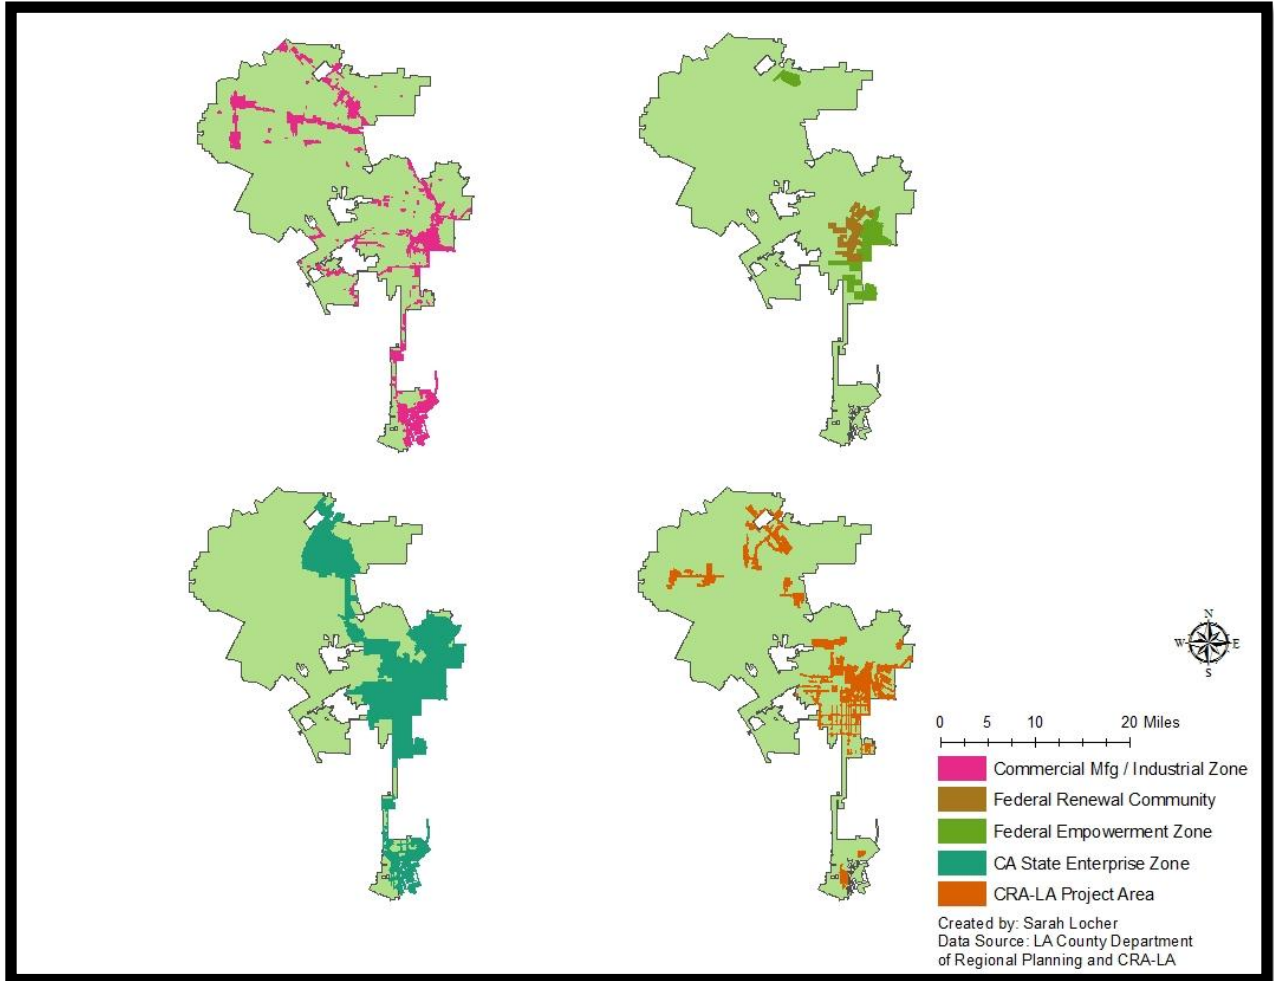 N
W E
S
0 5 10 20 Miles
Commercial Mfg / Industrial Zone
Federal Renewal Community
Federal Empowerment Zone
CA State Enterprise Zone
CRA-LA Project Area
Created by: Sarah Locher
Data Source: LA County Department
of Regional Planning and CRA-LA